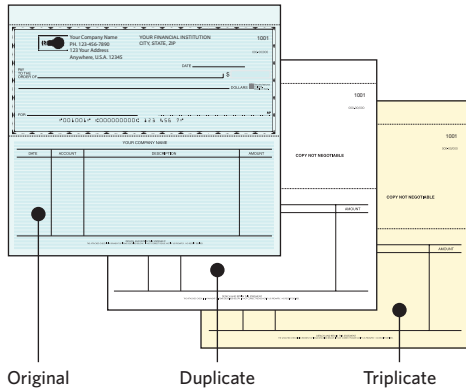 Your Company Name
PH. 123-456-7890
123 Your Address
Anywhere, U.S.A. 12345
YOUR FINANCIAL INSTITUTION
CITY, STATE, ZIP
1001
DATE
PAY
TO THE
ORDER OF
$
DOLLARS
FOR
YOUR COMPANY NAME
DATE ACCOUNT DESCRIPTION AMOUNT
1001
COPY NOT NEGOTIABLE
AMOUNT
1001
COPY NOT NEGOTIABLE
AMOUNT
Original Duplicate Triplicate